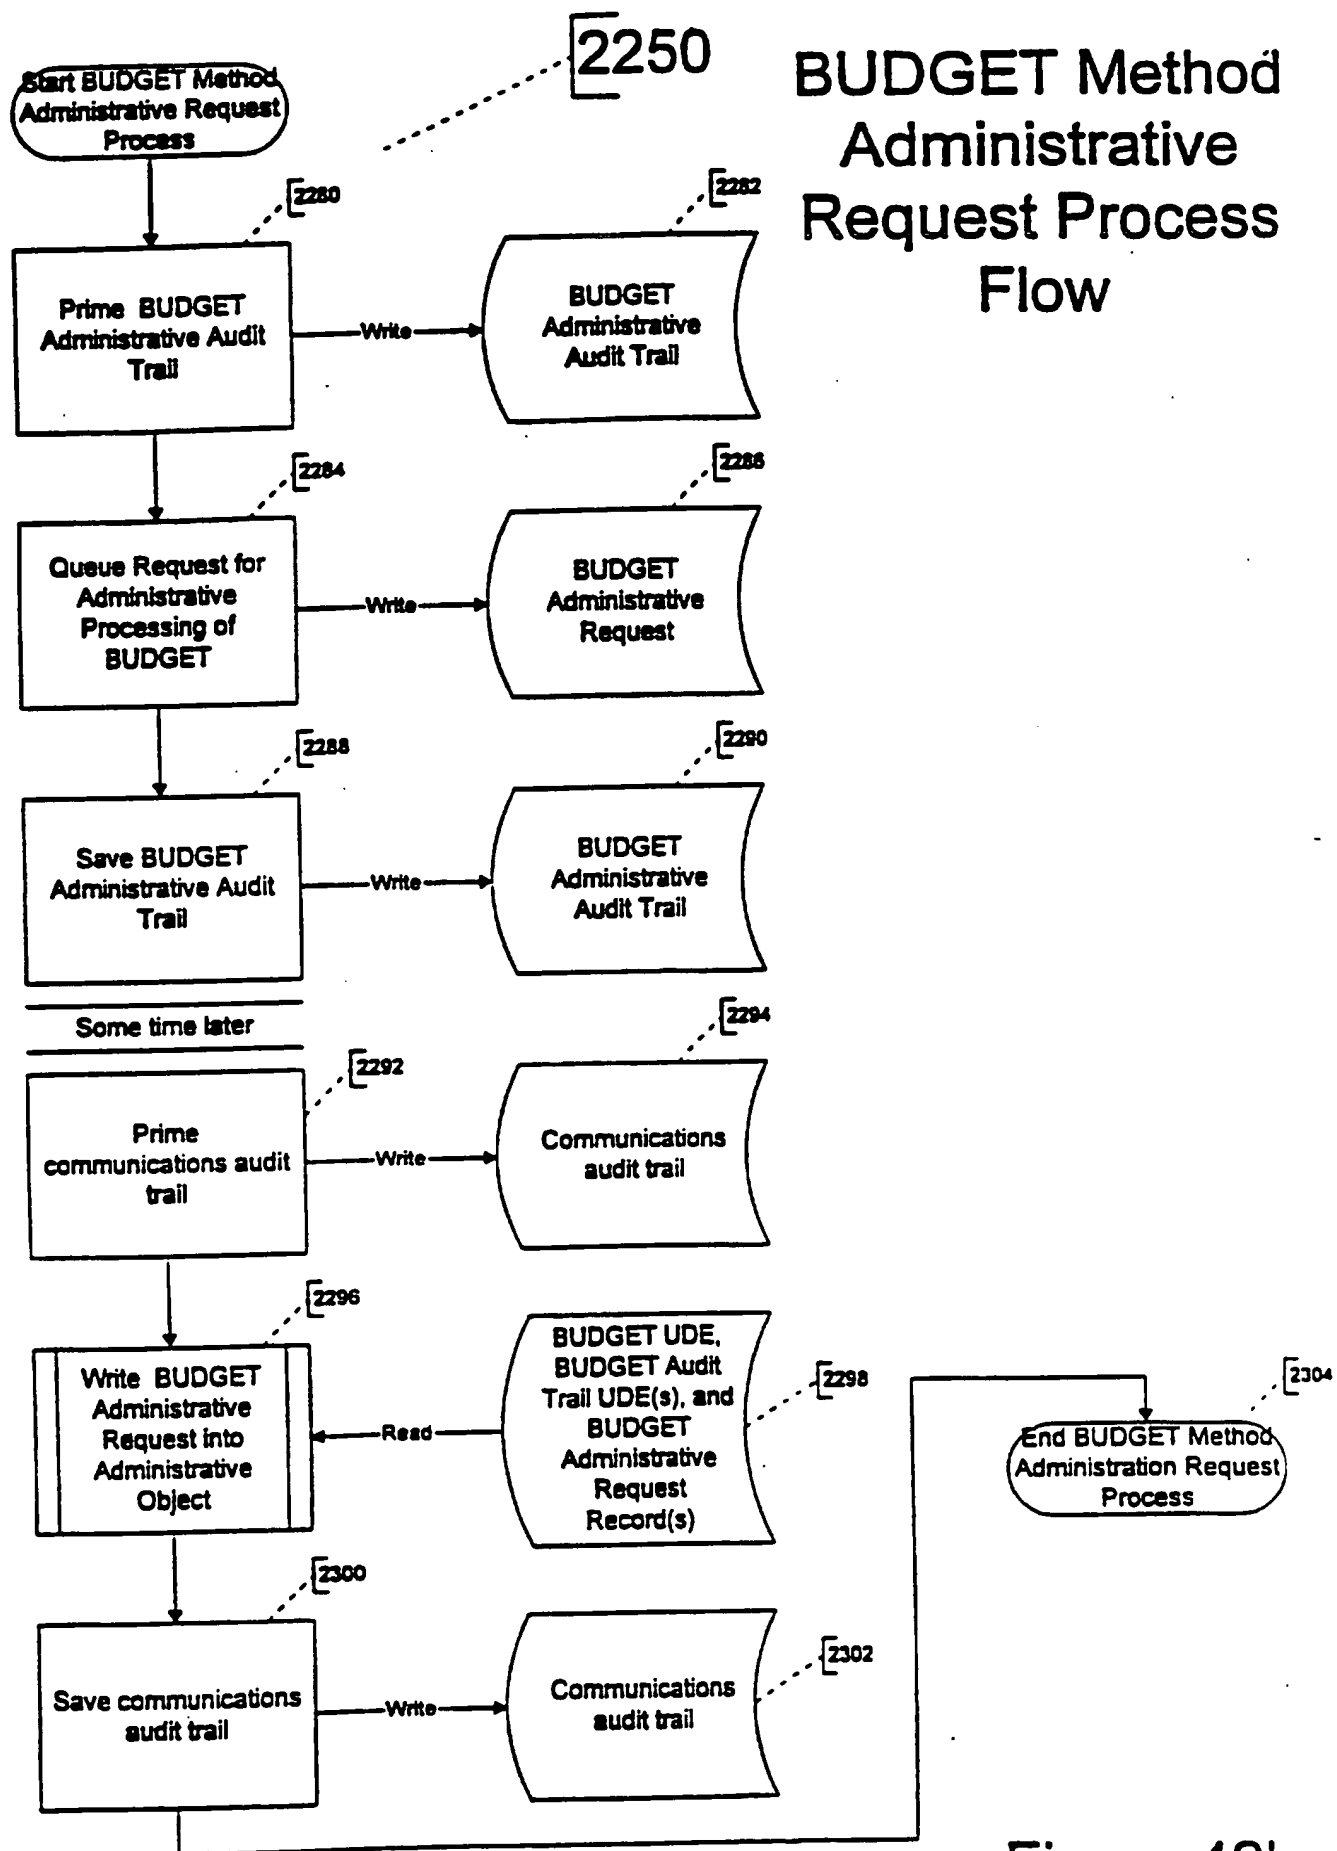 2250
BUDGET Method
Administrative
Request Process
Flow
Start BUDGET Method
Administrative Request
Process
2280
2282
Prime BUDGET
Administrative Audit
Trail
Write
BUDGET
Administrative
Audit Trail
2284
2286
Queue Request for
Administrative
Processing of
BUDGET
Write
BUDGET
Administrative
Request
2288
2290
Save BUDGET
Administrative Audit
Trail
Write
BUDGET
Administrative
Audit Trail
Some time later
2292
2294
Prime
communications audit
trail
Write
Communications
audit trail
2296
2298
Write BUDGET
Administrative
Request into
Administrative
Object
Read
BUDGET UDE,
BUDGET Audit
Trail UDE(s), and
BUDGET
Administrative
Request
Record(s)
2304
End BUDGET Method
Administration Request
Process
2300
2302
Save communications
audit trail
Write
Communications
audit trail